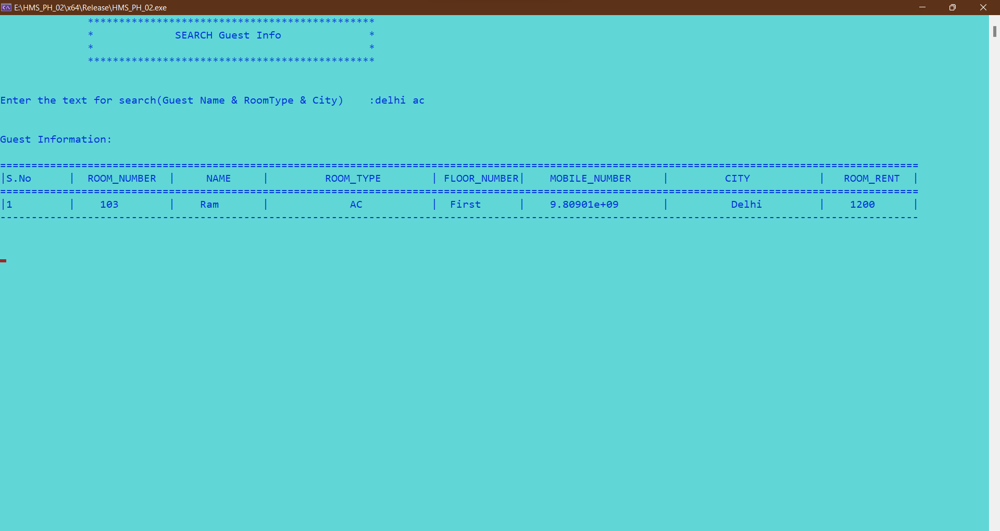 E:\HMS_PH_02\x64\Release\HMS_PH_02.exe
**********************************************
* SEARCH Guest Info *
* *
**********************************************
Enter the text for search(Guest Name & RoomType & City) :delhi ac
Guest Information:
===================================================================================================================================================
|S.No | ROOM_NUMBER | NAME | ROOM_TYPE | FLOOR_NUMBER| MOBILE_NUMBER | CITY | ROOM_RENT |
===================================================================================================================================================
|1 | 103 | Ram | AC | First | 9.80901e+09 | Delhi | 1200 |
---------------------------------------------------------------------------------------------------------------------------------------------------